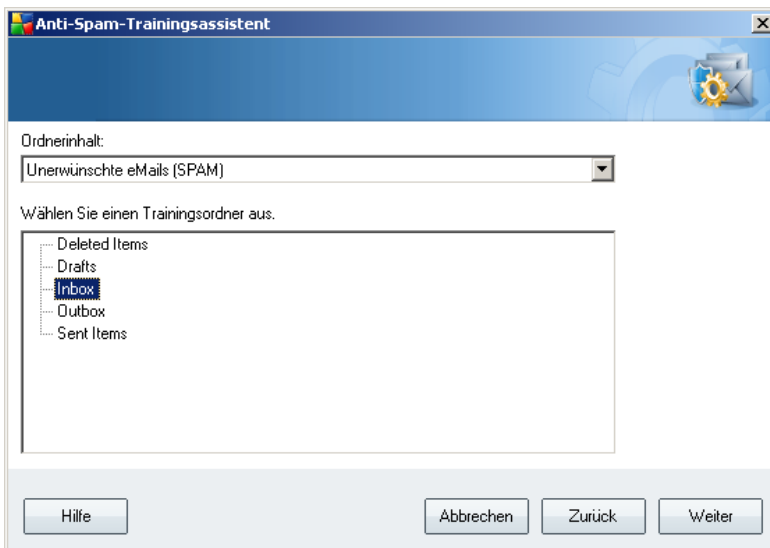 Anti-Spam-Trainingsassistent
Ordnerinhalt:
Unerwünschte eMails (SPAM)
Wählen Sie einen Trainingsordner aus.
Deleted Items
Drafts
Inbox
Outbox
Sent Items
Hilfe
Abbrechen
Zurück
Weiter